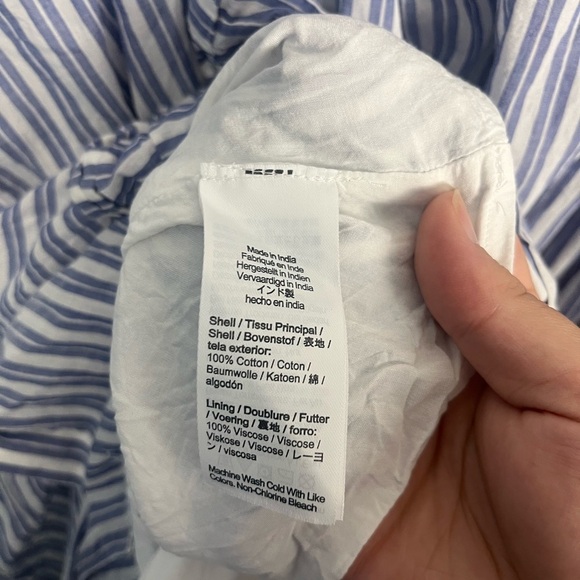 Made in India
Fabriqué en Inde
Hergestellt in Indien
Vervaardigd in India
インド製
hecho en india
Shell / Tissu Principal /
Shell / Bovenstof / 表地 /
tela exterior:
100% Cotton / Coton /
Baumwolle / Katoen / 綿 /
algodón
Lining / Doublure / Futter
/ Voering / 裏地 / forro:
100% Viscose / Viscose /
Viskose / Viscose / レーヨ
ン / viscosa
Machine Wash Cold With Like
Colors. Non-Chlorine Bleach